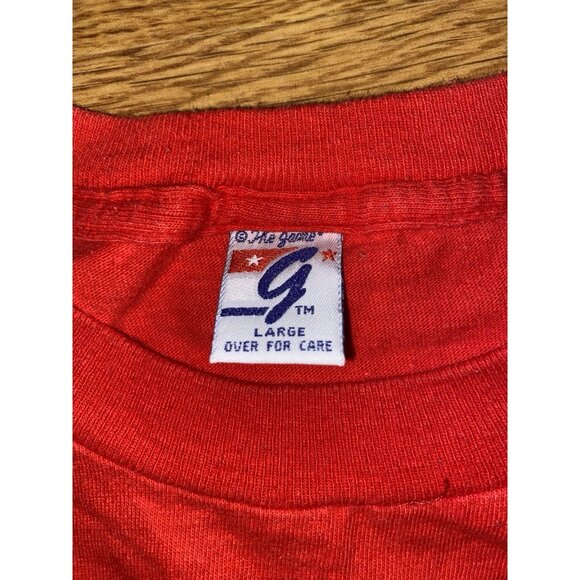 © The Game®
G TM
LARGE
OVER FOR CARE